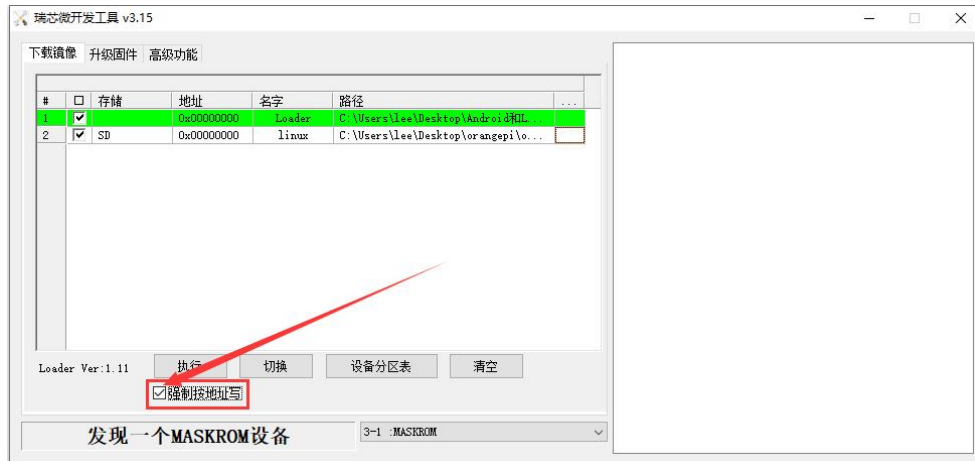 瑞芯微开发工具 v3.15
下载镜像 升级固件 高级功能
# 存储 地址 名字 路径 ...
1 0x00000000 Loader C:\Users\lee\Desktop\Android和L...
2 SD 0x00000000 linux C:\Users\lee\Desktop\orangepi\o...
Loader Ver:1.11 执行 切换 设备分区表 清空
强制按地址写
发现一个MASKROM设备 3-1 :MASKROM